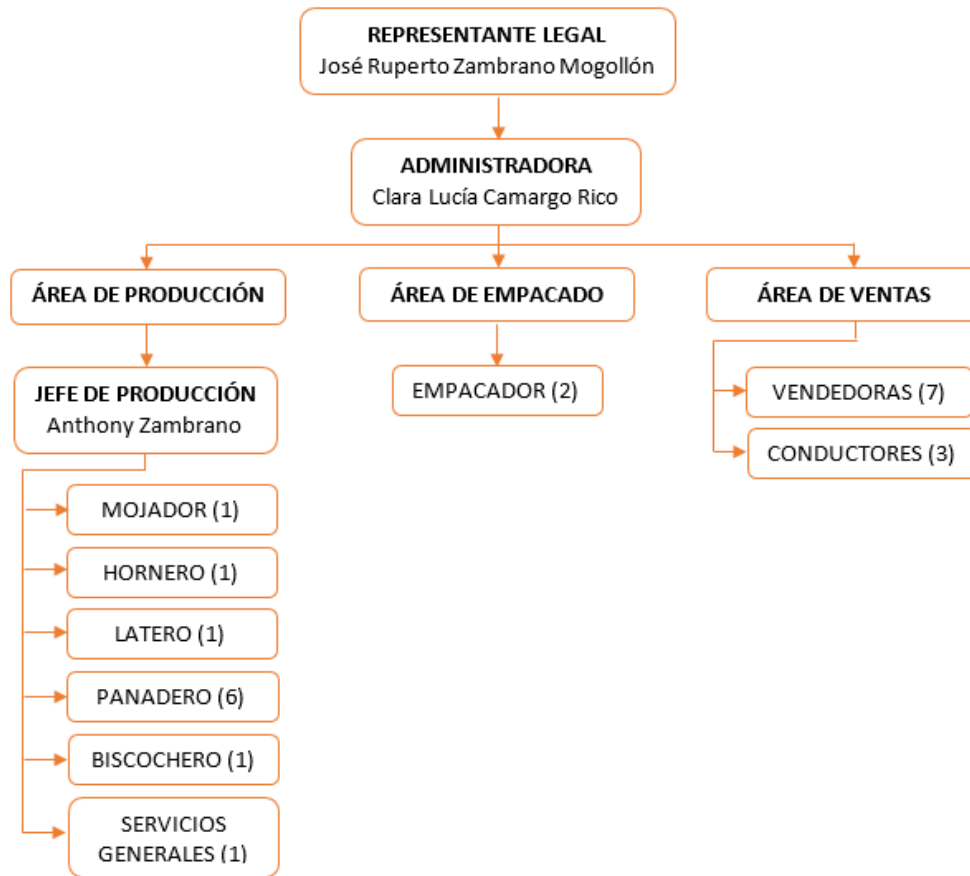 REPRESENTANTE LEGAL
José Ruperto Zambrano Mogollón
ADMINISTRADORA
Clara Lucía Camargo Rico
ÁREA DE PRODUCCIÓN
ÁREA DE EMPACADO
ÁREA DE VENTAS
JEFE DE PRODUCCIÓN
Anthony Zambrano
EMPACADOR (2)
VENDEDORAS (7)
CONDUCTORES (3)
MOJADOR (1)
HORNERO (1)
LATERO (1)
PANADERO (6)
BISCOCHERO (1)
SERVICIOS
GENERALES (1)